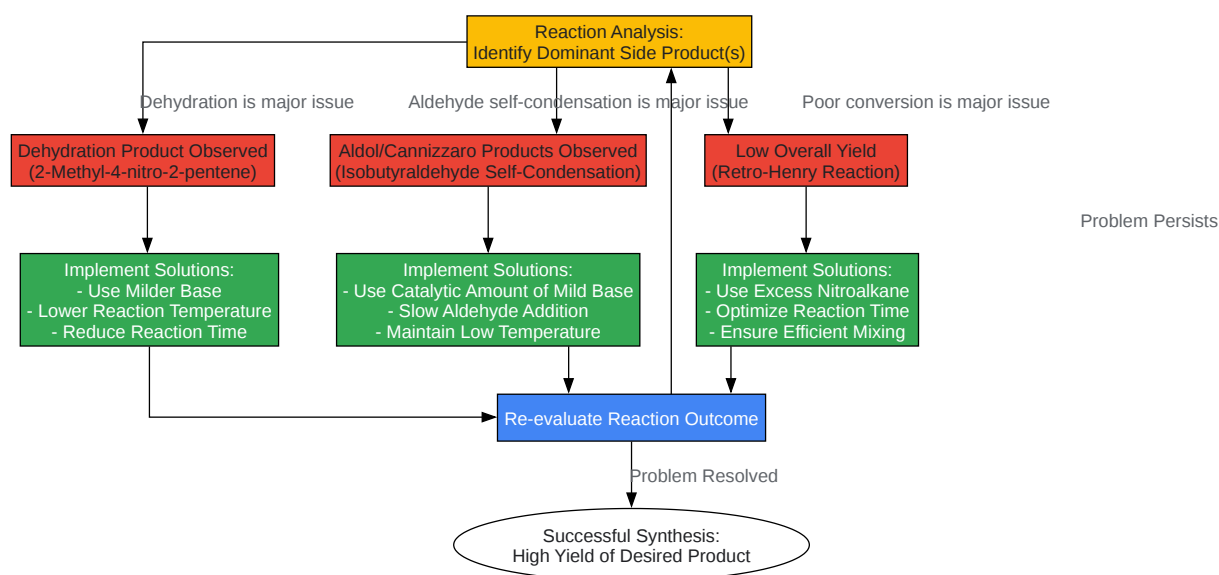 Reaction Analysis:
Identify Dominant Side Product(s)
Dehydration is major issue
Aldehyde self-condensation is major issue
Poor conversion is major issue
Dehydration Product Observed
(2-Methyl-4-nitro-2-pentene)
Aldol/Cannizzaro Products Observed
(Isobutyraldehyde Self-Condensation)
Low Overall Yield
(Retro-Henry Reaction)
Problem Persists
Implement Solutions:
- Use Milder Base
- Lower Reaction Temperature
- Reduce Reaction Time
Implement Solutions:
- Use Catalytic Amount of Mild Base
- Slow Aldehyde Addition
- Maintain Low Temperature
Implement Solutions:
- Use Excess Nitroalkane
- Optimize Reaction Time
- Ensure Efficient Mixing
Re-evaluate Reaction Outcome
Problem Resolved
Successful Synthesis:
High Yield of Desired Product